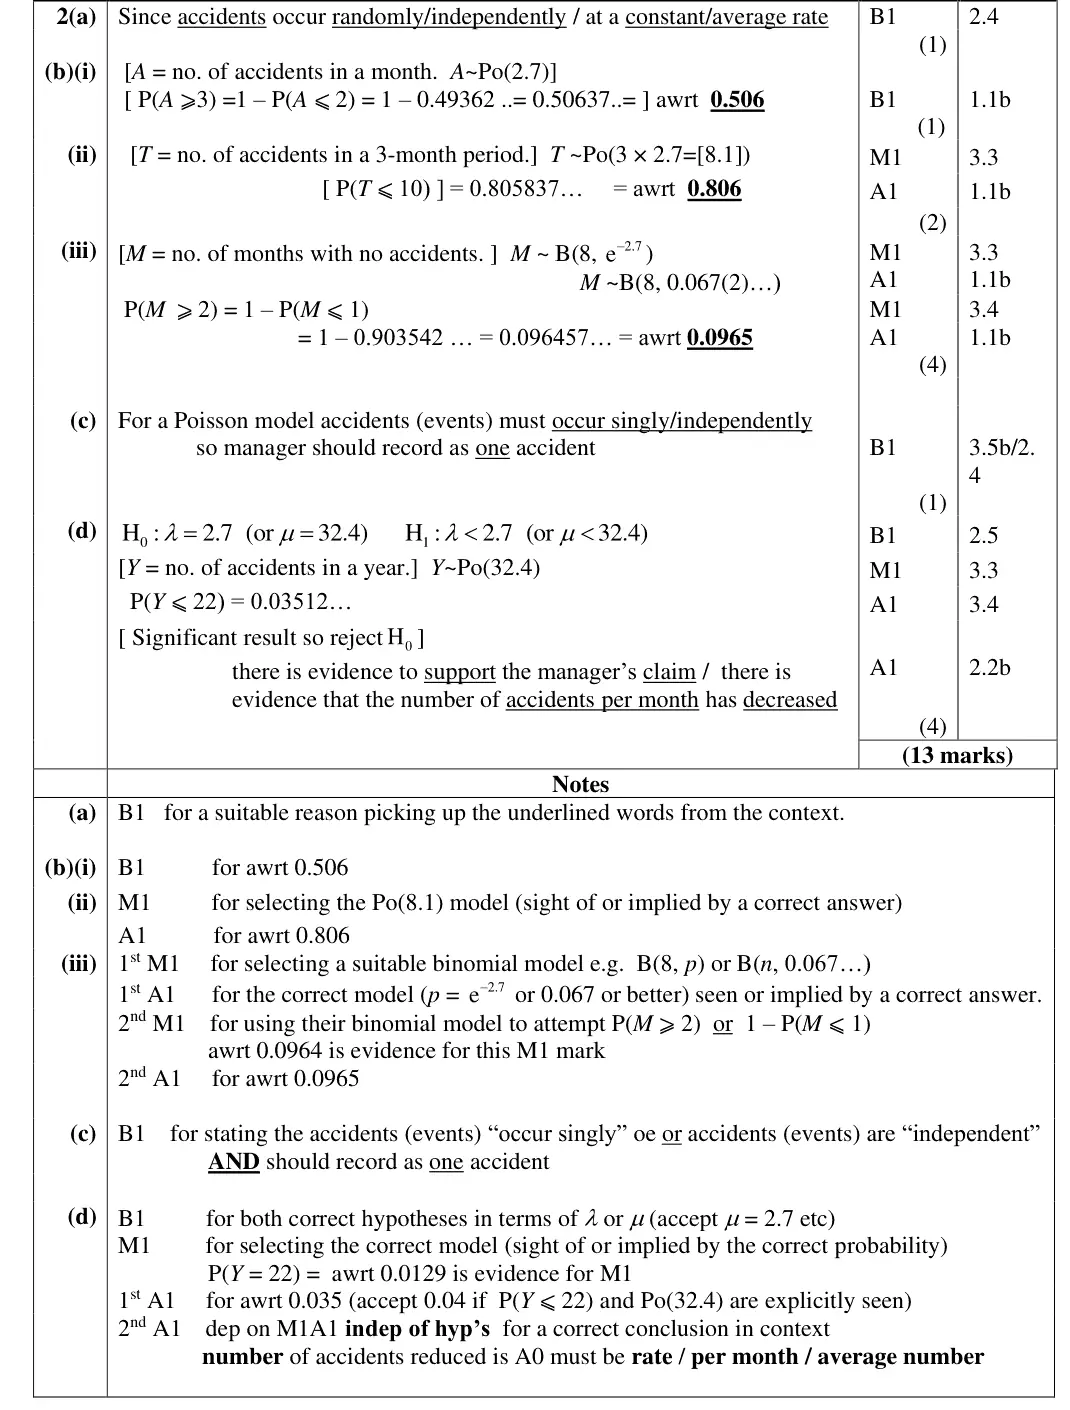 2(a) Since accidents occur randomly/independently / at a constant/average rate B1 2.4
(1)
(b)(i) [A = no. of accidents in a month. A~Po(2.7)]
[ P(A ⩾3) =1 – P(A ⩽ 2) = 1 – 0.49362 ..= 0.50637..= ] awrt 0.506 B1 1.1b
(1)
(ii) [T = no. of accidents in a 3-month period.] T ~Po(3 × 2.7=[8.1]) M1 3.3
[ P(T ⩽ 10) ] = 0.805837… = awrt 0.806 A1 1.1b
(2)
(iii) [M = no. of months with no accidents. ] M ~ B(8, e^–2.7) M1 3.3
M ~B(8, 0.067(2)…) A1 1.1b
P(M ⩾ 2) = 1 – P(M ⩽ 1) M1 3.4
= 1 – 0.903542 … = 0.096457… = awrt 0.0965 A1 1.1b
(4)
(c) For a Poisson model accidents (events) must occur singly/independently
so manager should record as one accident B1 3.5b/2.
4
(1)
(d) H₀ : λ = 2.7 (or μ = 32.4) H₁ : λ < 2.7 (or μ < 32.4) B1 2.5
[Y = no. of accidents in a year.] Y~Po(32.4) M1 3.3
P(Y ⩽ 22) = 0.03512… A1 3.4
[ Significant result so reject H₀ ]
there is evidence to support the manager’s claim / there is A1 2.2b
evidence that the number of accidents per month has decreased
(4)
(13 marks)
Notes
(a) B1 for a suitable reason picking up the underlined words from the context.
(b)(i) B1 for awrt 0.506
(ii) M1 for selecting the Po(8.1) model (sight of or implied by a correct answer)
A1 for awrt 0.806
(iii) 1st M1 for selecting a suitable binomial model e.g. B(8, p) or B(n, 0.067…)
1st A1 for the correct model (p = e^–2.7 or 0.067 or better) seen or implied by a correct answer.
2nd M1 for using their binomial model to attempt P(M ⩾ 2) or 1 – P(M ⩽ 1)
awrt 0.0964 is evidence for this M1 mark
2nd A1 for awrt 0.0965
(c) B1 for stating the accidents (events) “occur singly” oe or accidents (events) are “independent”
AND should record as one accident
(d) B1 for both correct hypotheses in terms of λ or μ (accept μ = 2.7 etc)
M1 for selecting the correct model (sight of or implied by the correct probability)
P(Y = 22) = awrt 0.0129 is evidence for M1
1st A1 for awrt 0.035 (accept 0.04 if P(Y ⩽ 22) and Po(32.4) are explicitly seen)
2nd A1 dep on M1A1 indep of hyp’s for a correct conclusion in context
number of accidents reduced is A0 must be rate / per month / average number